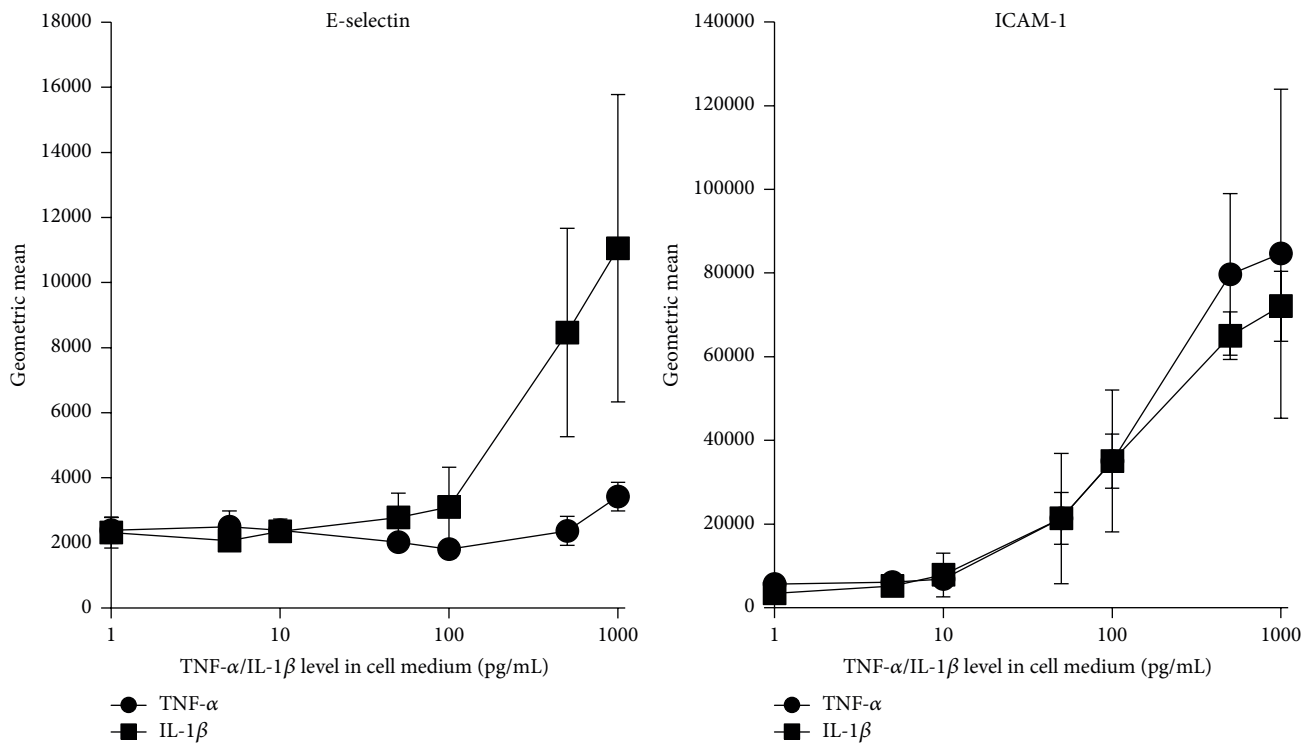 E-selectin
18000
16000
14000
12000
10000
8000
6000
4000
2000
0
Geometric mean
1
10
100
1000
TNF-α/IL-1β level in cell medium (pg/mL)
TNF-α
IL-1β
ICAM-1
140000
120000
100000
80000
60000
40000
20000
0
Geometric mean
1
10
100
1000
TNF-α/IL-1β level in cell medium (pg/mL)
TNF-α
IL-1β